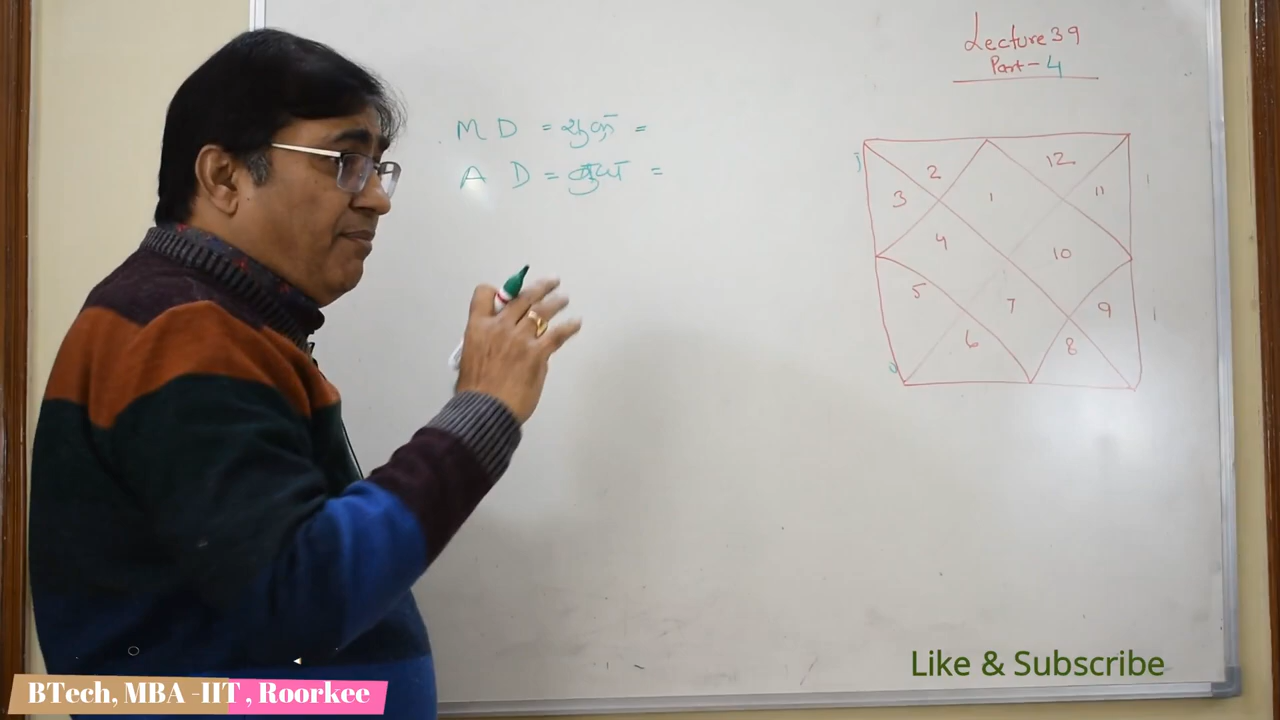 Lecture 39
Part - 4
M D = शुक्र =
A D = बुध =
2
12
3
1
11
4
10
5
7
9
6
8
Like & Subscribe
BTech, MBA -IIT , Roorkee